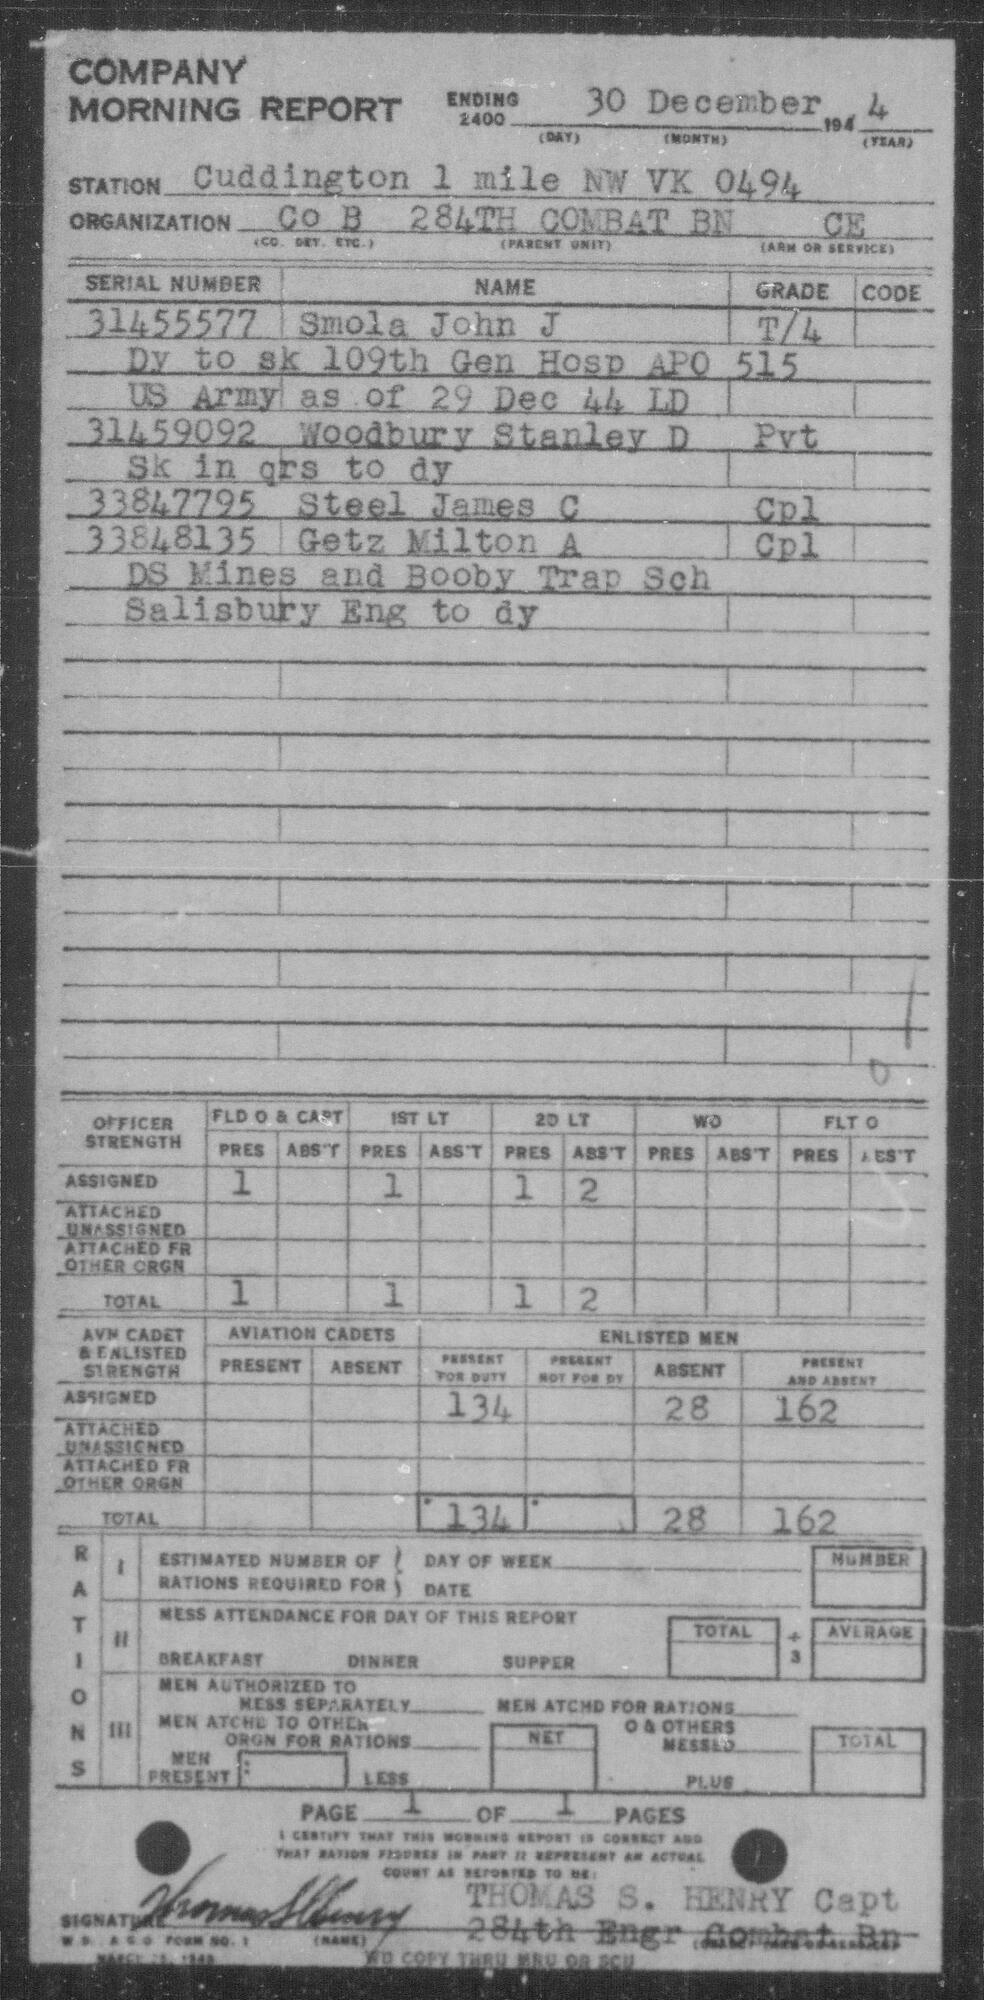 COMPANY
MORNING REPORT ENDING 2400 30 December 194 4
(DAY) (MONTH) (YEAR)
STATION Cuddington 1 mile NW VK 0494
ORGANIZATION Co B 284TH COMBAT BN CE
(CO. DET. ETC.) (PARENT UNIT) (ARM OR SERVICE)
SERIAL NUMBER NAME GRADE CODE
31455577 Smola John J T/4
Dy to sk 109th Gen Hosp APO 515
US Army as of 29 Dec 44 LD
31459092 Woodbury Stanley D Pvt
Sk in qrs to dy
33847795 Steel James C Cpl
33848135 Getz Milton A Cpl
DS Mines and Booby Trap Sch
Salisbury Eng to dy
0
OFFICER STRENGTH FLD O & CAPT 1ST LT 2D LT WO FLT O
PRES ABS'T PRES ABS'T PRES ABS'T PRES ABS'T PRES ABS'T
ASSIGNED 1 1 1 2
ATTACHED UNASSIGNED
ATTACHED FR OTHER ORGN
TOTAL 1 1 1 2
AVN CADET & ENLISTED STRENGTH AVIATION CADETS ENLISTED MEN
PRESENT ABSENT PRESENT FOR DUTY PRESENT NOT FOR DY ABSENT PRESENT AND ABSENT
ASSIGNED 134 28 162
ATTACHED UNASSIGNED
ATTACHED FR OTHER ORGN
TOTAL 134 28 162
RATIONS
I ESTIMATED NUMBER OF RATIONS REQUIRED FOR DAY OF WEEK DATE NUMBER
II MESS ATTENDANCE FOR DAY OF THIS REPORT TOTAL ÷ 3 AVERAGE
BREAKFAST DINNER SUPPER
III MEN AUTHORIZED TO MESS SEPARATELY MEN ATCHD FOR RATIONS
MEN ATCHD TO OTHER ORGN FOR RATIONS NET O & OTHERS MESSED TOTAL
MEN PRESENT LESS PLUS
PAGE 1 OF 1 PAGES
I CERTIFY THAT THIS MORNING REPORT IS CORRECT AND
THAT RATION FIGURES IN PART II REPRESENT AN ACTUAL
COUNT AS REPORTED TO ME:
THOMAS S. HENRY Capt
SIGNATURE Thomas S Henry 284th Engr Combat Bn
W D A G O FORM NO. 1 (NAME)
WD COPY THRU MRU OR SCU